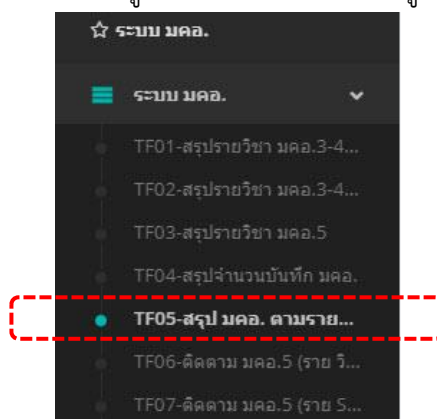 ☆ ระบบ มคอ.
ระบบ มคอ.
TF01-สรุปรายวิชา มคอ.3-4...
TF02-สรุปรายวิชา มคอ.3-4...
TF03-สรุปรายวิชา มคอ.5
TF04-สรุปจำนวนบันทึก มคอ.
TF05-สรุป มคอ. ตามราย...
TF06-ติดตาม มคอ.5 (ราย วิ...
TF07-ติดตาม มคอ.5 (ราย S...